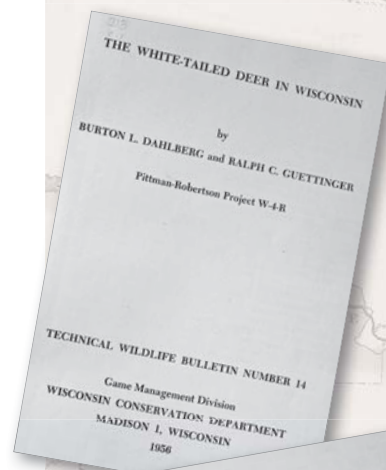 THE WHITE-TAILED DEER IN WISCONSIN
by
BURTON L. DAHLBERG and RALPH C. GUETTINGER
Pittman-Robertson Project W-4-R
TECHNICAL WILDLIFE BULLETIN NUMBER 14
Game Management Division
WISCONSIN CONSERVATION DEPARTMENT
MADISON 1, WISCONSIN
1956